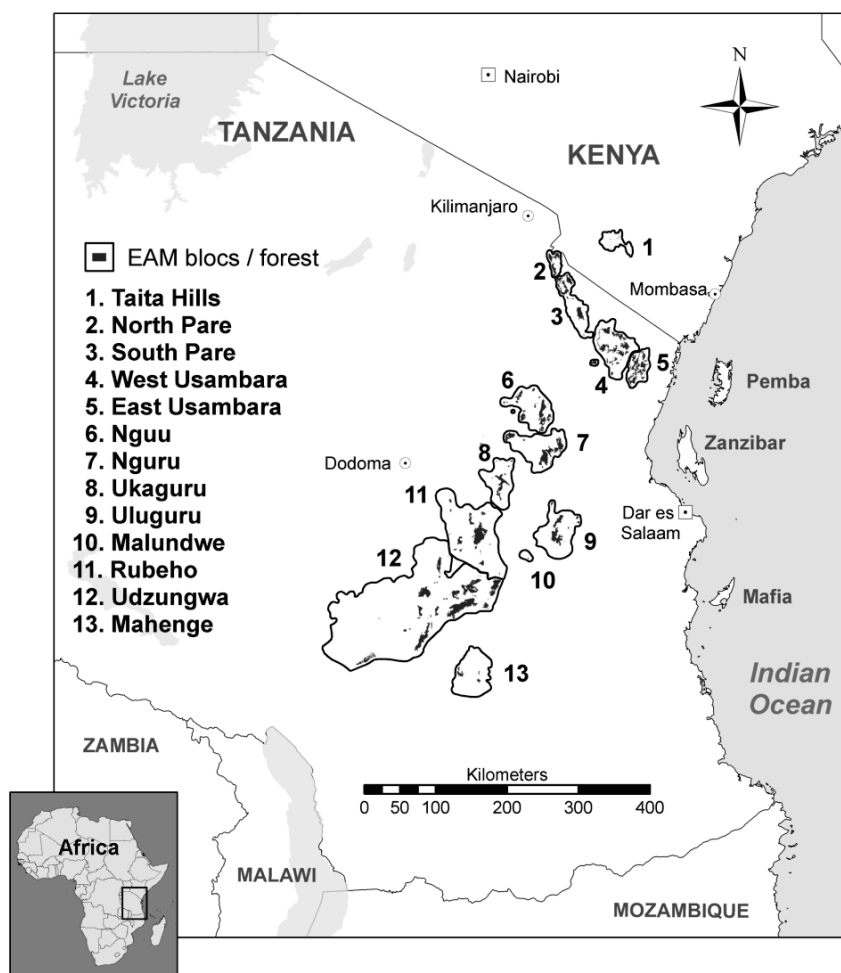 N
Lake
Victoria
Nairobi
TANZANIA
KENYA
Kilimanjaro
1
EAM blocs / forest
2
Mombasa
1. Taita Hills
2. North Pare
3. South Pare
4. West Usambara
5. East Usambara
6. Nguu
7. Nguru
8. Ukaguru
9. Uluguru
10. Malundwe
11. Rubeho
12. Udzungwa
13. Mahenge
3
4
5
6
Pemba
7
Zanzibar
8
Dodoma
11
Dar es
Salaam
9
12
10
Mafia
13
Indian
Ocean
ZAMBIA
Kilometers
0 50 100 200 300 400
Africa
MALAWI
MOZAMBIQUE